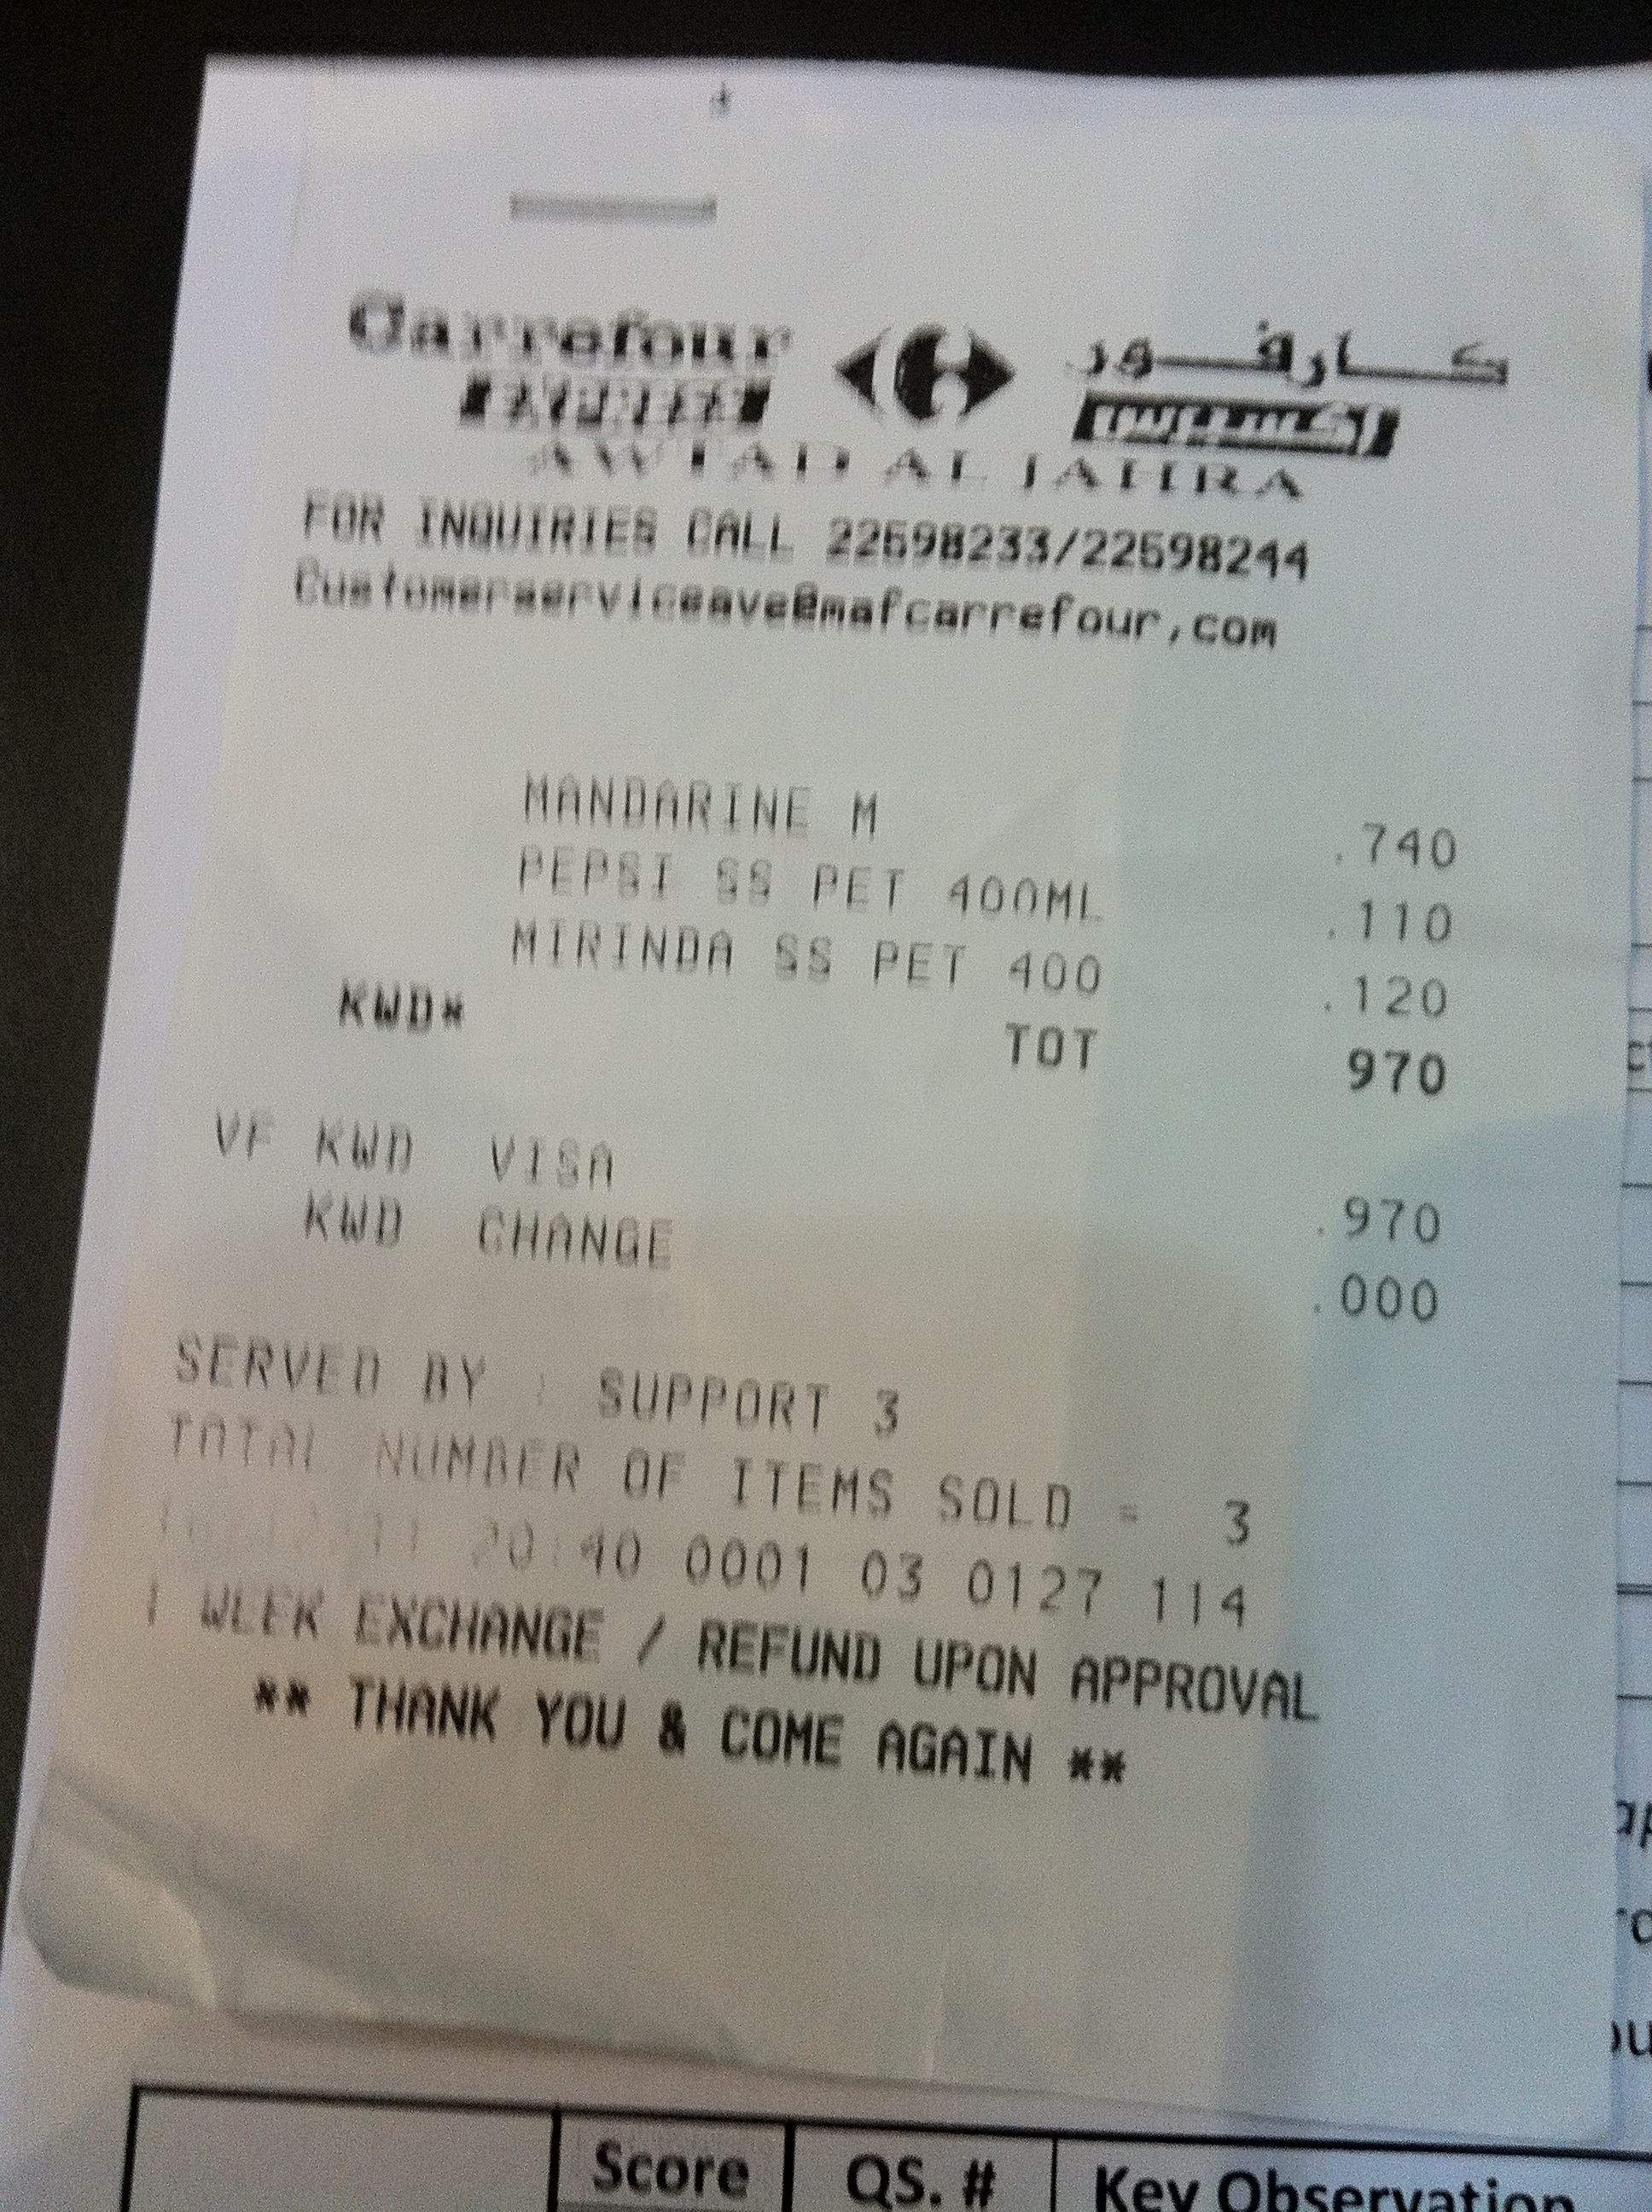 Carrefour كارفور
express اكسبرس
AWTAD AL JAHRA
FOR INQUIRIES CALL 22598233/22598244
Customerserviceave@mafcarrefour,com
MANDARINE M .740
PEPSI SS PET 400ML .110
MIRINDA SS PET 400 .120
KWD* TOT 970
VF KWD VISA .970
KWD CHANGE .000
SERVED BY : SUPPORT 3
TOTAL NUMBER OF ITEMS SOLD = 3
20:40 0001 03 0127 114
1 WEEK EXCHANGE / REFUND UPON APPROVAL
** THANK YOU & COME AGAIN **
Score QS. # Key Observation